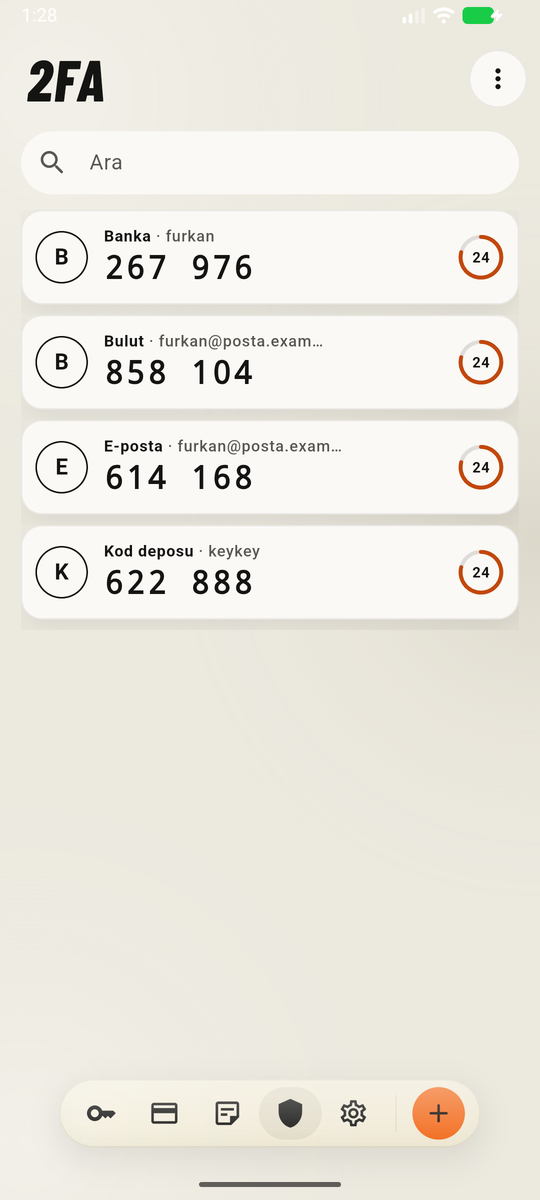 1:28
2FA
Ara
B
Banka · furkan
267 976
24
B
Bulut · furkan@posta.exam…
858 104
24
E
E-posta · furkan@posta.exam…
614 168
24
K
Kod deposu · keykey
622 888
24